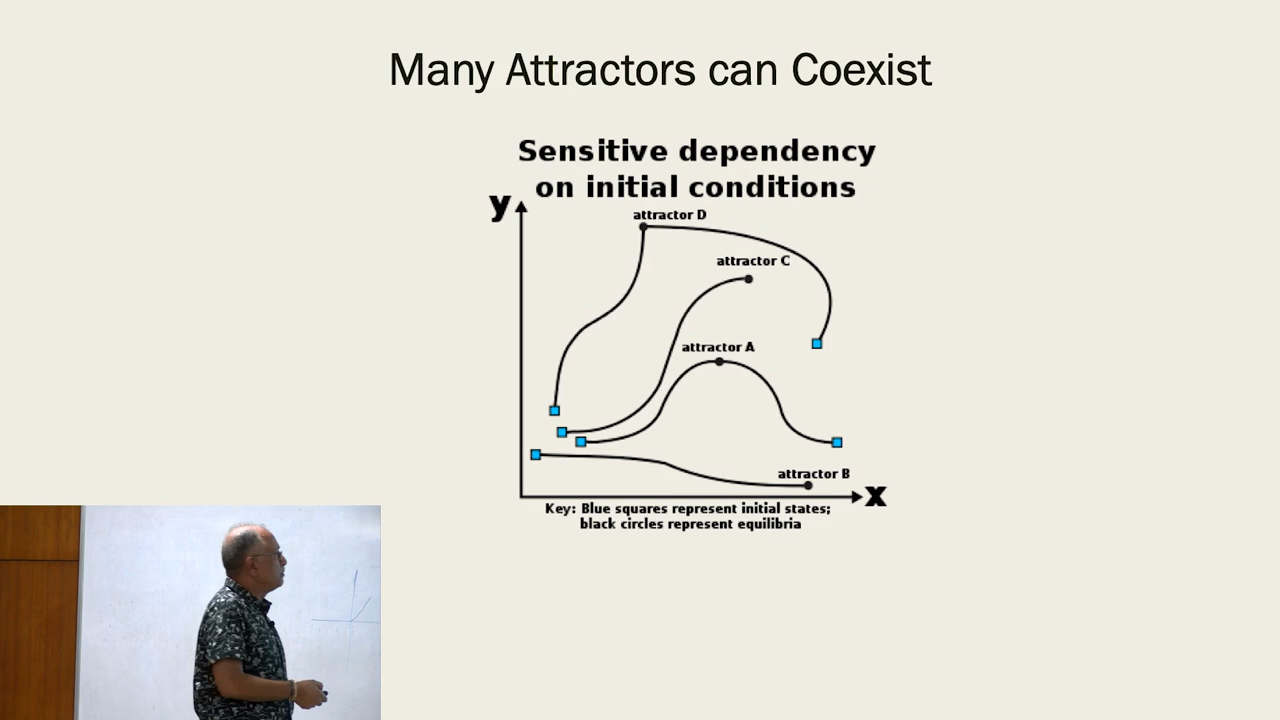 Many Attractors can Coexist
Sensitive dependency
on initial conditions
y
attractor D
attractor C
attractor A
attractor B
x
Key: Blue squares represent initial states;
black circles represent equilibria